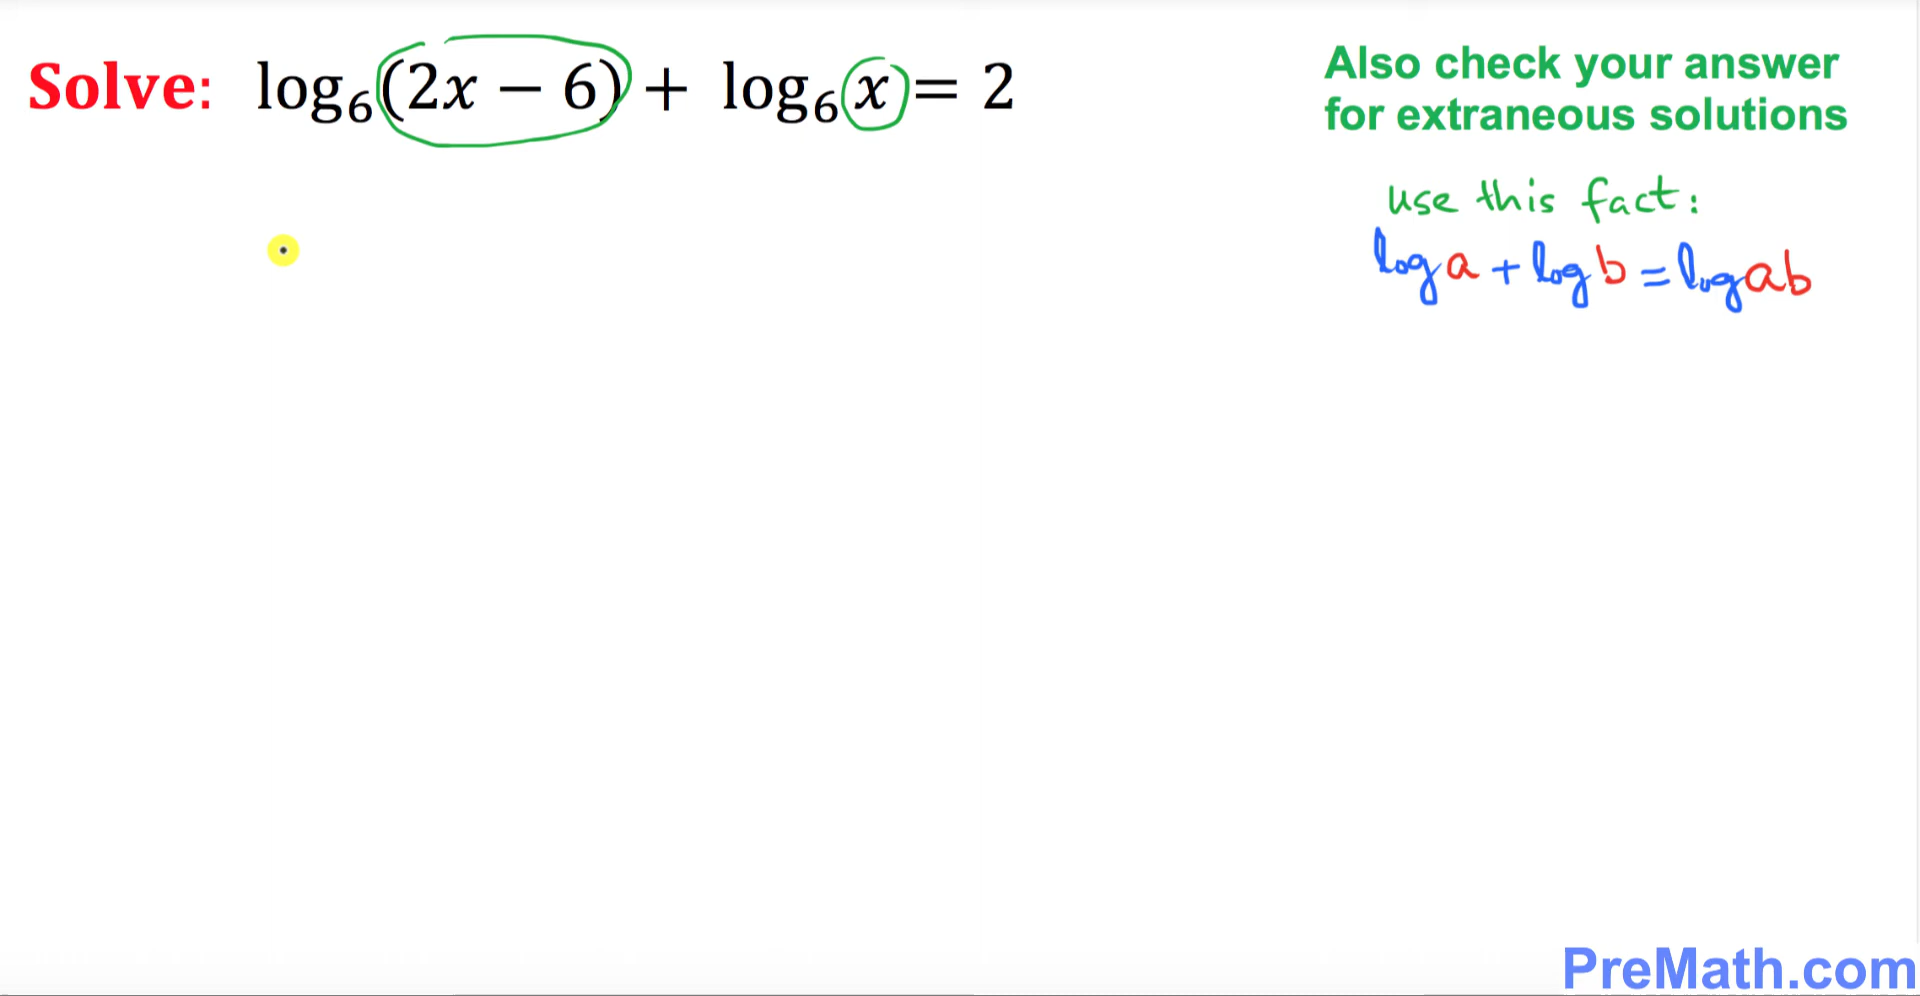 Solve: log₆(2x − 6) + log₆(x) = 2
Also check your answer
for extraneous solutions
use this fact:
log a + log b = log ab
PreMath.com